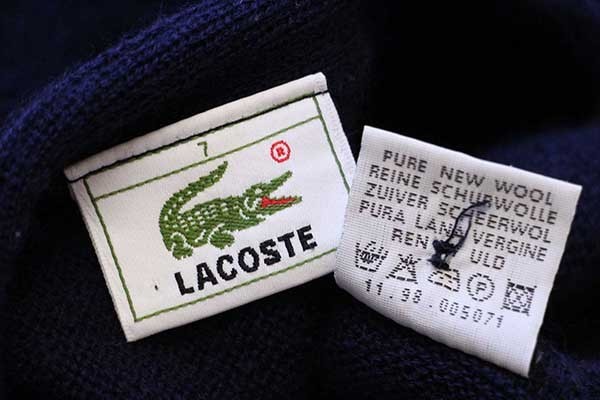 7
®
LACOSTE
PURE NEW WOOL
REINE SCHURWOLLE
ZUIVER SCHEERWOL
PURA LANA VERGINE
REN ULD
11.98.005071